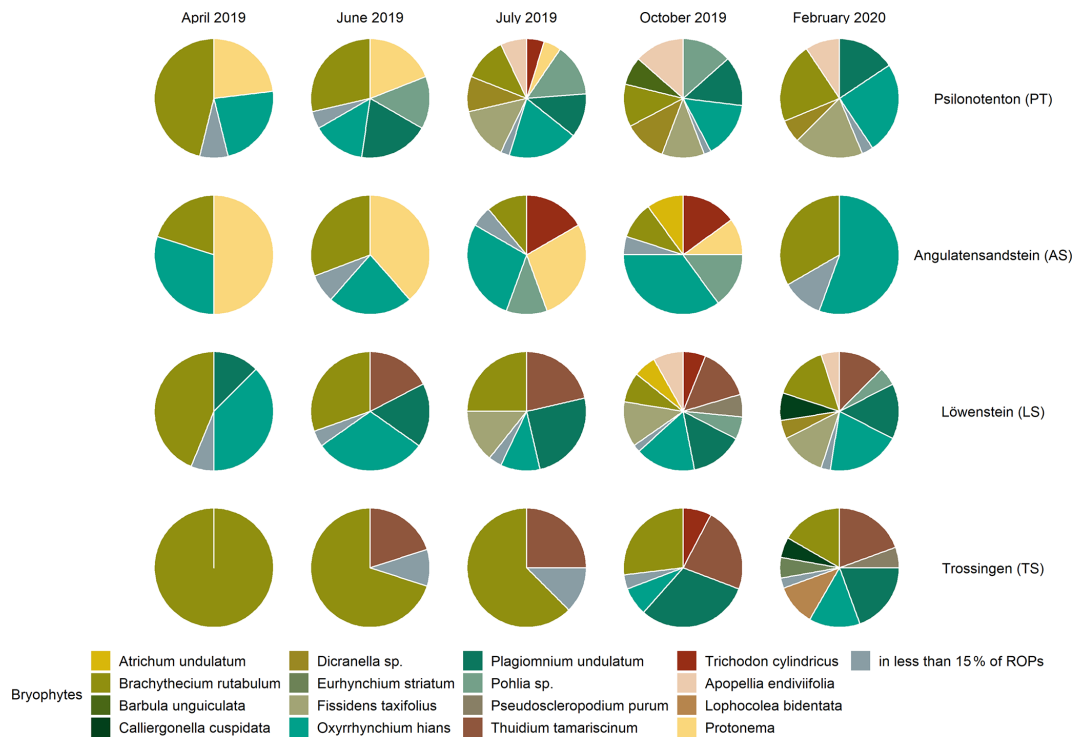 April 2019 June 2019 July 2019 October 2019 February 2020
Psilonotenton (PT)
Angulatensandstein (AS)
Löwenstein (LS)
Trossingen (TS)
Bryophytes
Atrichum undulatum Dicranella sp. Plagiomnium undulatum Trichodon cylindricus in less than 15% of ROPs
Brachythecium rutabulum Eurhynchium striatum Pohlia sp. Apopellia endiviifolia
Barbula unguiculata Fissidens taxifolius Pseudoscleropodium purum Lophocolea bidentata
Calliergonella cuspidata Oxyrrhynchium hians Thuidium tamariscinum Protonema